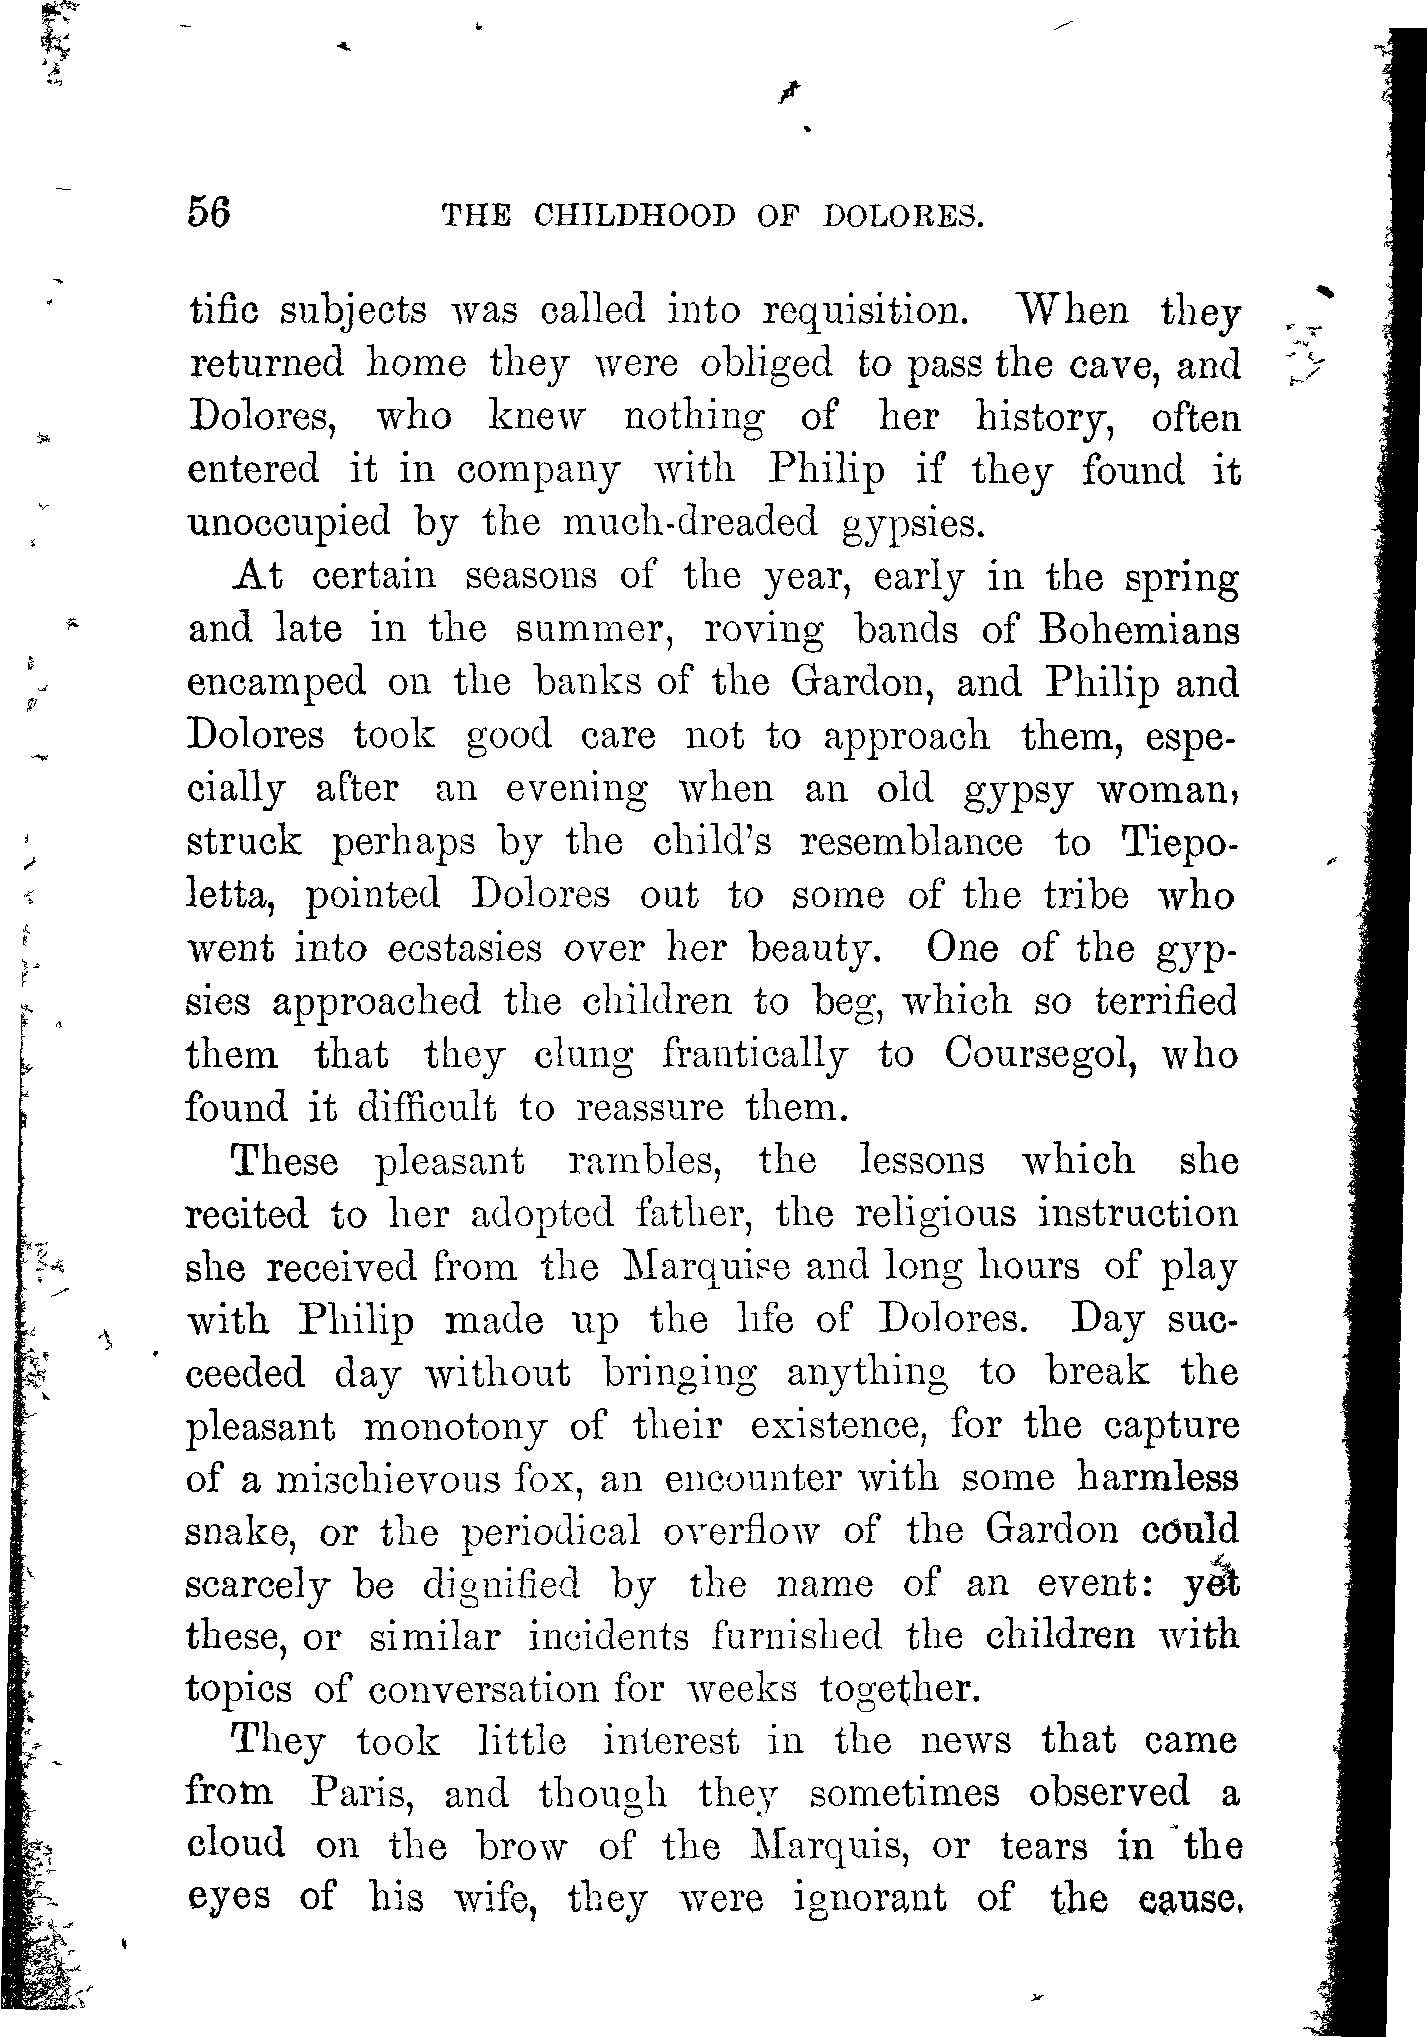 56 THE CHILDHOOD OF DOLORES.
tific subjects was called into requisition. When they
returned home they were obliged to pass the cave, and
Dolores, who knew nothing of her history, often
entered it in company with Philip if they found it
unoccupied by the much-dreaded gypsies.
At certain seasons of the year, early in the spring
and late in the summer, roving bands of Bohemians
encamped on the banks of the Gardon, and Philip and
Dolores took good care not to approach them, espe-
cially after an evening when an old gypsy woman,
struck perhaps by the child's resemblance to Tiepo-
letta, pointed Dolores out to some of the tribe who
went into ecstasies over her beauty. One of the gyp-
sies approached the children to beg, which so terrified
them that they clung frantically to Coursegol, who
found it difficult to reassure them.
These pleasant rambles, the lessons which she
recited to her adopted father, the religious instruction
she received from the Marquise and long hours of play
with Philip made up the life of Dolores. Day suc-
ceeded day without bringing anything to break the
pleasant monotony of their existence, for the capture
of a mischievous fox, an encounter with some harmless
snake, or the periodical overflow of the Gardon could
scarcely be dignified by the name of an event: yet
these, or similar incidents furnished the children with
topics of conversation for weeks together.
They took little interest in the news that came
from Paris, and though they sometimes observed a
cloud on the brow of the Marquis, or tears in the
eyes of his wife, they were ignorant of the cause.